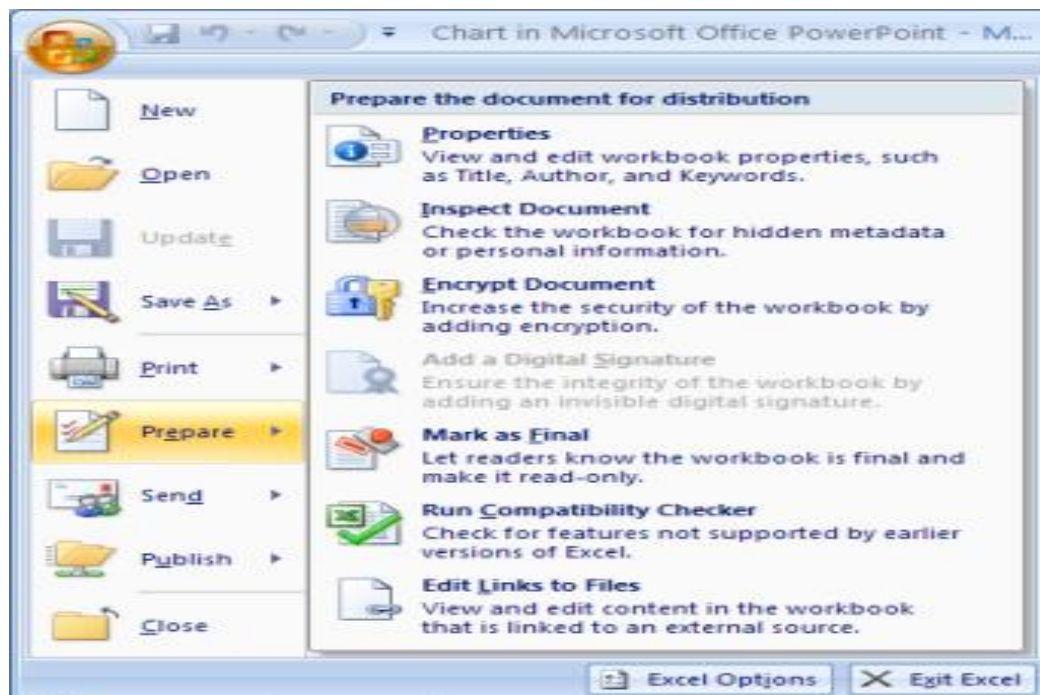 Chart in Microsoft Office PowerPoint - M...
New
Open
Update
Save As
Print
Prepare
Send
Publish
Close
Prepare the document for distribution
Properties
View and edit workbook properties, such
as Title, Author, and Keywords.
Inspect Document
Check the workbook for hidden metadata
or personal information.
Encrypt Document
Increase the security of the workbook by
adding encryption.
Add a Digital Signature
Ensure the integrity of the workbook by
adding an invisible digital signature.
Mark as Final
Let readers know the workbook is final and
make it read-only.
Run Compatibility Checker
Check for features not supported by earlier
versions of Excel.
Edit Links to Files
View and edit content in the workbook
that is linked to an external source.
Excel Options
Exit Excel